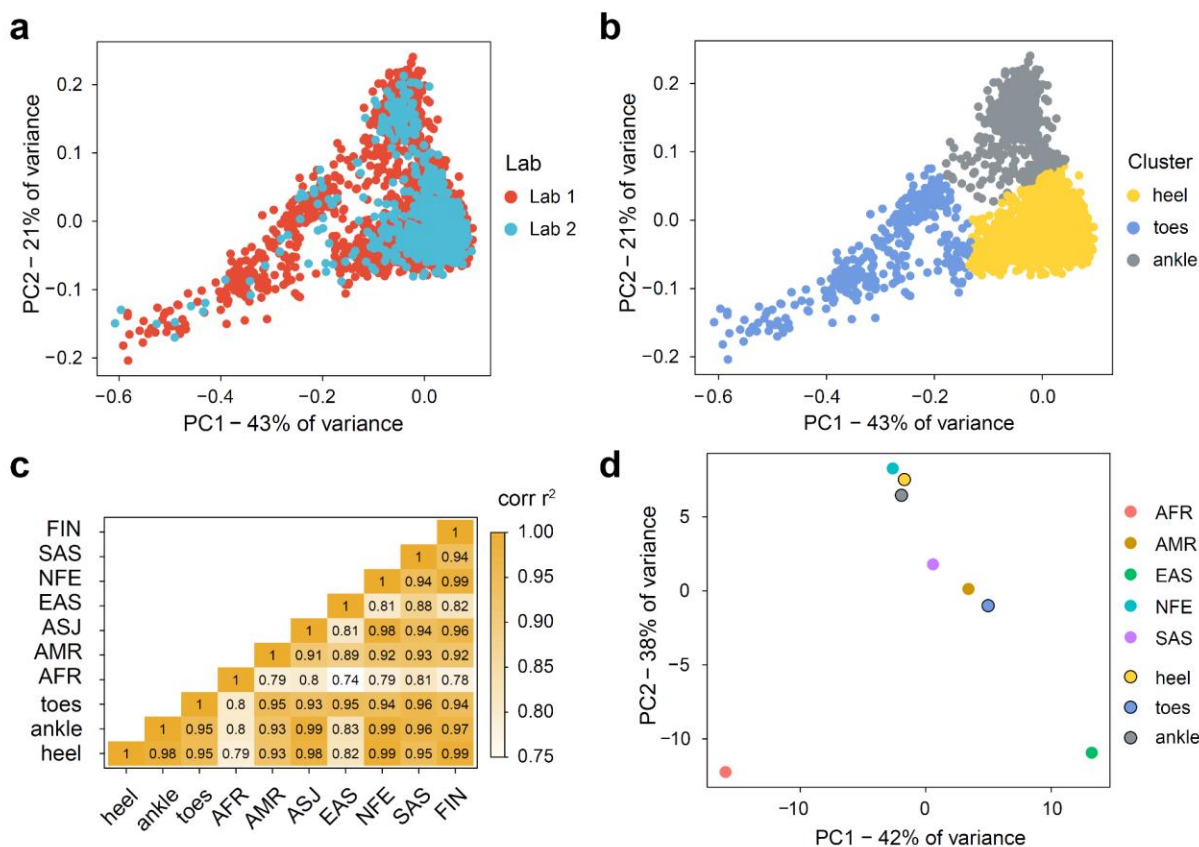 a
PC2 – 21% of variance
0.2
0.1
0.0
−0.1
−0.2
−0.6
−0.4
−0.2
0.0
PC1 – 43% of variance
Lab
Lab 1
Lab 2
b
PC2 – 21% of variance
0.2
0.1
0.0
−0.1
−0.2
−0.6
−0.4
−0.2
0.0
PC1 – 43% of variance
Cluster
heel
toes
ankle
c
FIN 1
SAS 1 0.94
NFE 1 0.94 0.99
EAS 1 0.81 0.88 0.82
ASJ 1 0.81 0.98 0.94 0.96
AMR 1 0.91 0.89 0.92 0.93 0.92
AFR 1 0.79 0.8 0.74 0.79 0.81 0.78
toes 1 0.8 0.95 0.93 0.95 0.94 0.96 0.94
ankle 1 0.95 0.8 0.93 0.99 0.83 0.99 0.96 0.97
heel 1 0.98 0.95 0.79 0.93 0.98 0.82 0.99 0.95 0.99
heel ankle toes AFR AMR ASJ EAS NFE SAS FIN
corr r²
1.00
0.95
0.90
0.85
0.80
0.75
d
PC2 – 38% of variance
5
0
−5
−10
−10
0
10
PC1 – 42% of variance
AFR
AMR
EAS
NFE
SAS
heel
toes
ankle